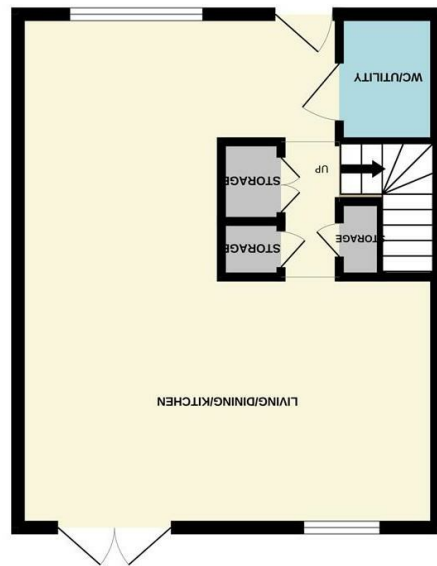 LIVING/DINING/KITCHEN
STORAGE
STORAGE
STORAGE
UP
WC/UTILITY